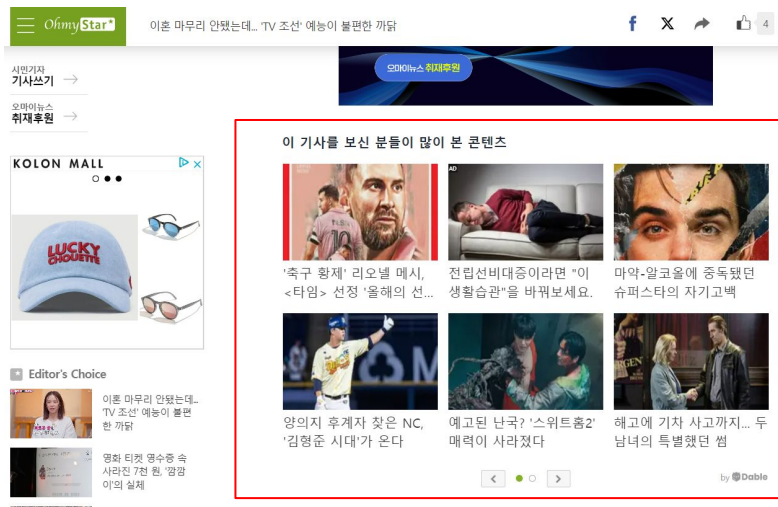 OhmyStar*
이혼 마무리 안됐는데... 'TV 조선' 예능이 불편한 까닭
4
시민기자
기사쓰기
오마이뉴스
취재후원
오마이뉴스 취재후원
KOLON MALL
LUCKY
CHOUETTE
이 기사를 보신 분들이 많이 본 콘텐츠
AD
'축구 황제' 리오넬 메시,
<타임> 선정 '올해의 선...
전립선비대증이라면 "이
생활습관"을 바꿔보세요.
마약-알코올에 중독됐던
슈퍼스타의 자기고백
양의지 후계자 찾은 NC,
'김형준 시대'가 온다
예고된 난국? '스위트홈2'
매력이 사라졌다
해고에 기차 사고까지... 두
남녀의 특별했던 썸
by Dable
Editor's Choice
이혼 마무리 안됐는데..
'TV 조선' 예능이 불편
한 까닭
영화 티켓 영수증 속
사라진 7천 원, '깜깜
이'의 실체